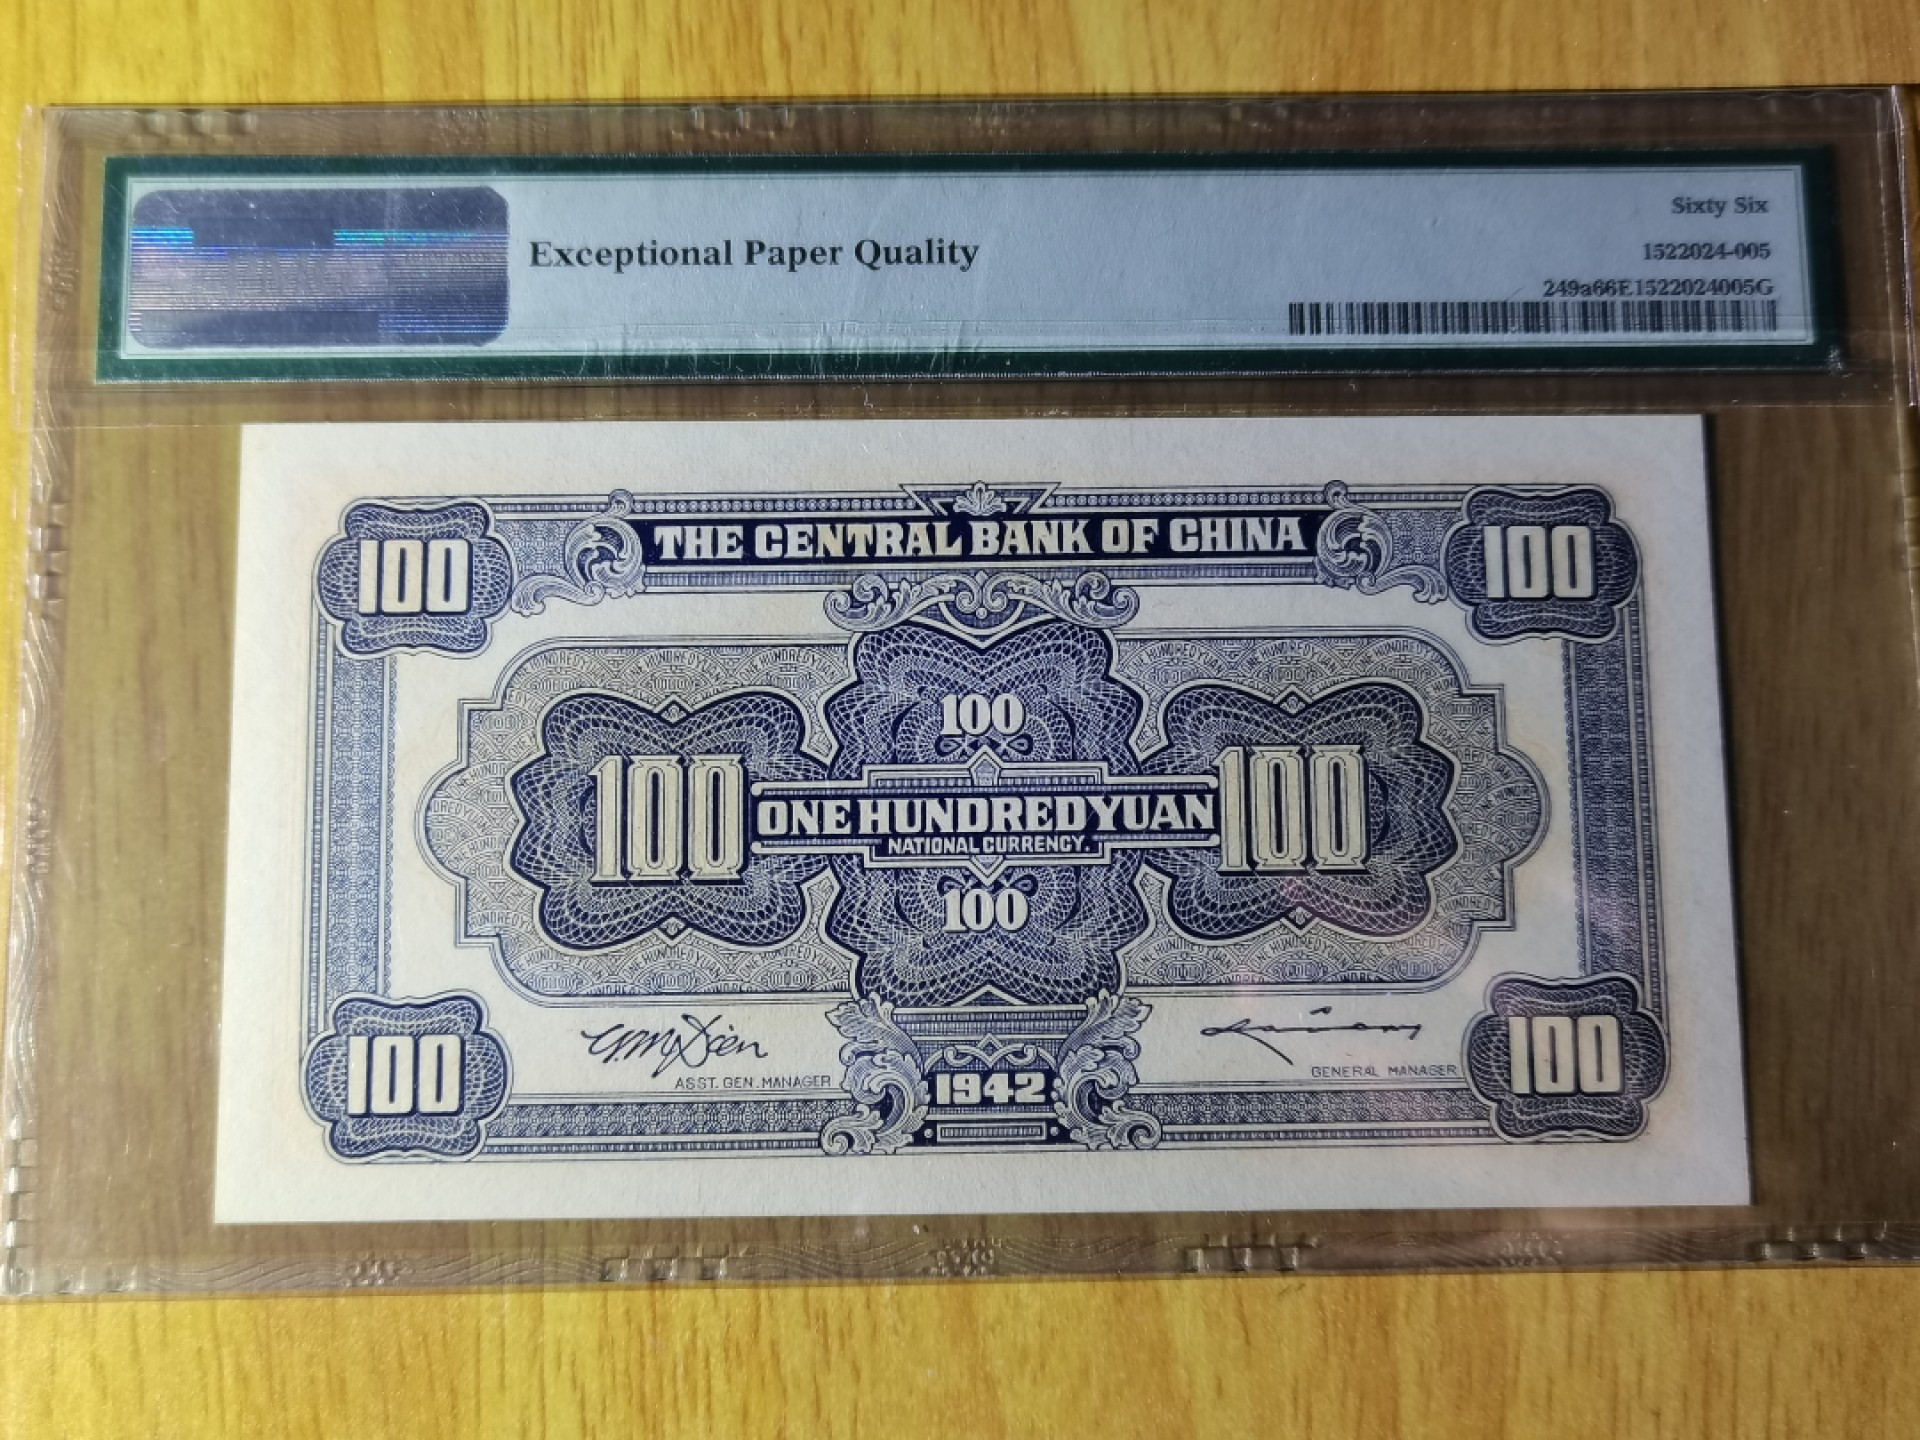 Sixty Six
Exceptional Paper Quality
1522024-005
249a66E1522024005G
THE CENTRAL BANK OF CHINA
100 100
100
100 100
ONE HUNDRED YUAN
NATIONAL CURRENCY.
100
ASST. GEN. MANAGER
GENERAL MANAGER
100 1942 100